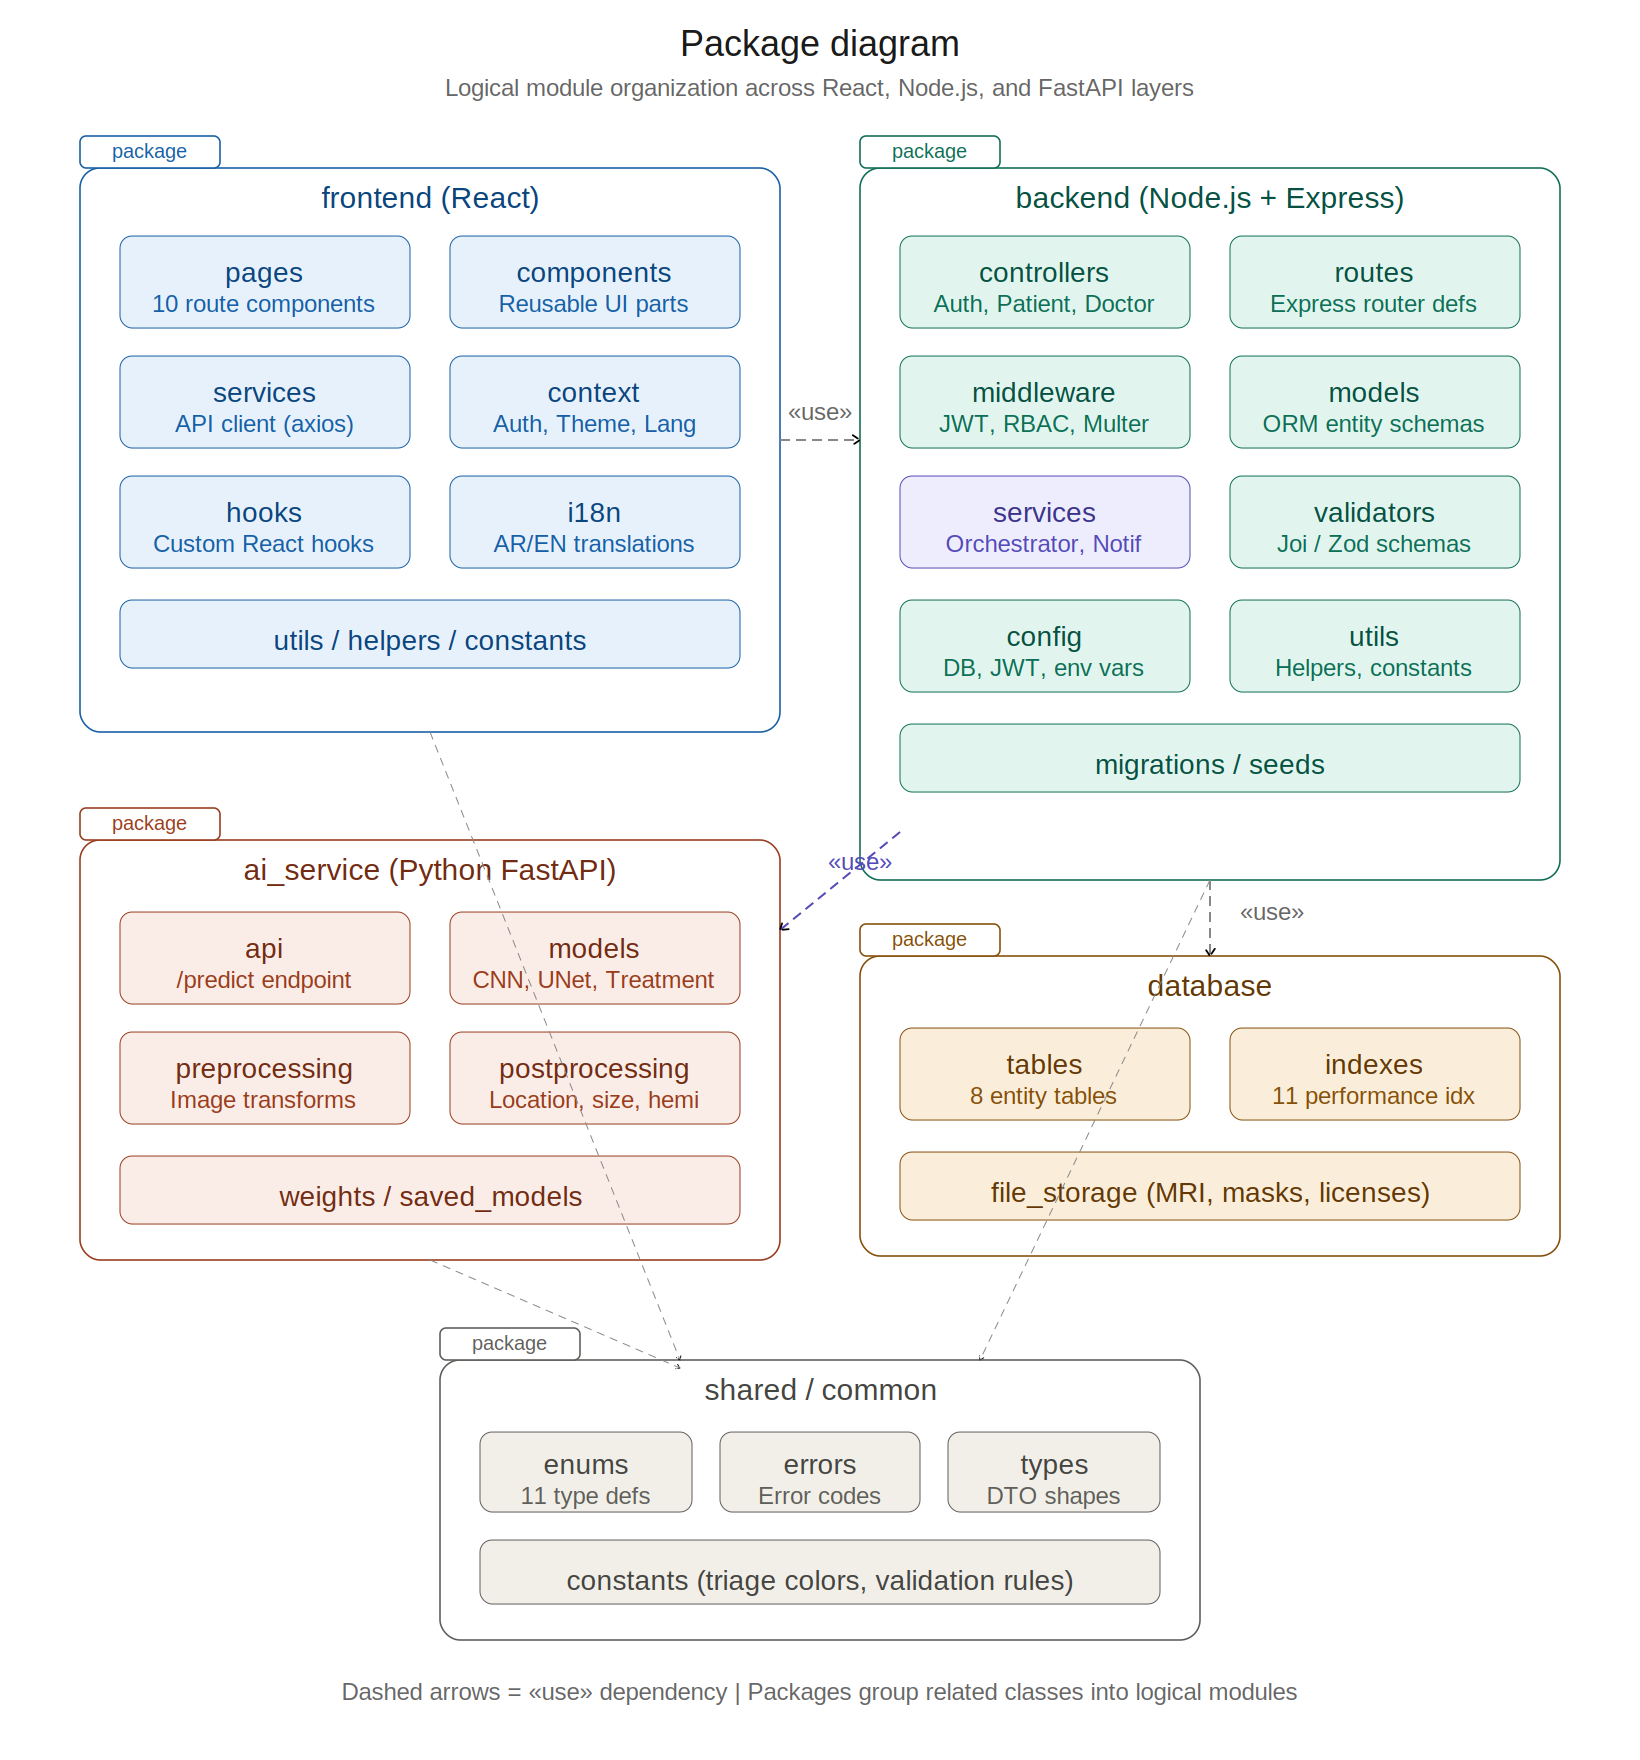 Package diagram
Logical module organization across React, Node.js, and FastAPI layers
package
frontend (React)
pages
10 route components
components
Reusable UI parts
services
API client (axios)
context
Auth, Theme, Lang
hooks
Custom React hooks
i18n
AR/EN translations
utils / helpers / constants
«use»
package
backend (Node.js + Express)
controllers
Auth, Patient, Doctor
routes
Express router defs
middleware
JWT, RBAC, Multer
models
ORM entity schemas
services
Orchestrator, Notif
validators
Joi / Zod schemas
config
DB, JWT, env vars
utils
Helpers, constants
migrations / seeds
«use»
«use»
package
ai_service (Python FastAPI)
api
/predict endpoint
models
CNN, UNet, Treatment
preprocessing
Image transforms
postprocessing
Location, size, hemi
weights / saved_models
package
database
tables
8 entity tables
indexes
11 performance idx
file_storage (MRI, masks, licenses)
package
shared / common
enums
11 type defs
errors
Error codes
types
DTO shapes
constants (triage colors, validation rules)
Dashed arrows = «use» dependency | Packages group related classes into logical modules